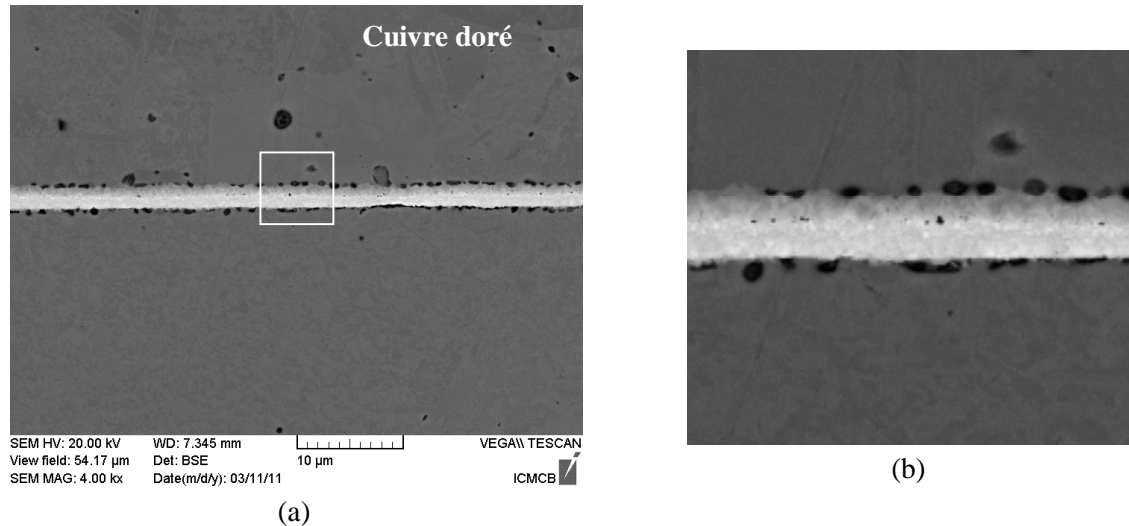 Cuivre doré
SEM HV: 20.00 kV WD: 7.345 mm VEGA\\ TESCAN
View field: 54.17 µm Det: BSE 10 µm
SEM MAG: 4.00 kx Date(m/d/y): 03/11/11 ICMCB
(a)
(b)